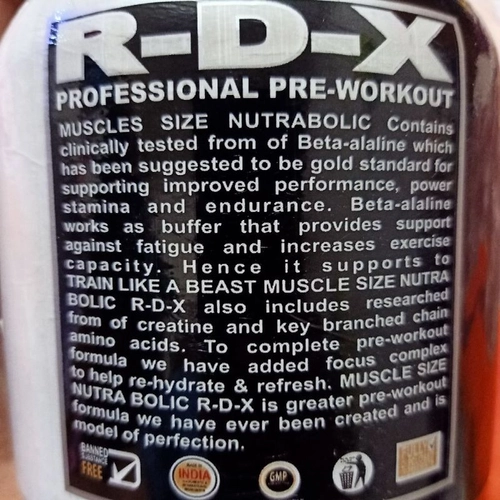 R-D-X
PROFESSIONAL PRE-WORKOUT
MUSCLES SIZE NUTRABOLIC Contains
clinically tested from of Beta-alaline which
has been suggested to be gold standard for
supporting improved performance, power
stamina and endurance. Beta-alaline
works as buffer that provides support
against fatigue and increases exercise
capacity. Hence it supports to
TRAIN LIKE A BEAST MUSCLE SIZE NUTRA
BOLIC R-D-X also includes researched
from of creatine and key branched chain
amino acids. To complete pre-workout
formula we have added focus complex
to help re-hydrate & refresh. MUSCLE SIZE
NUTRA BOLIC R-D-X is greater pre-workout
formula we have ever been created and is
model of perfection.
BANNED
SUBSTANCE
FREE
MADE IN
INDIA
GMP